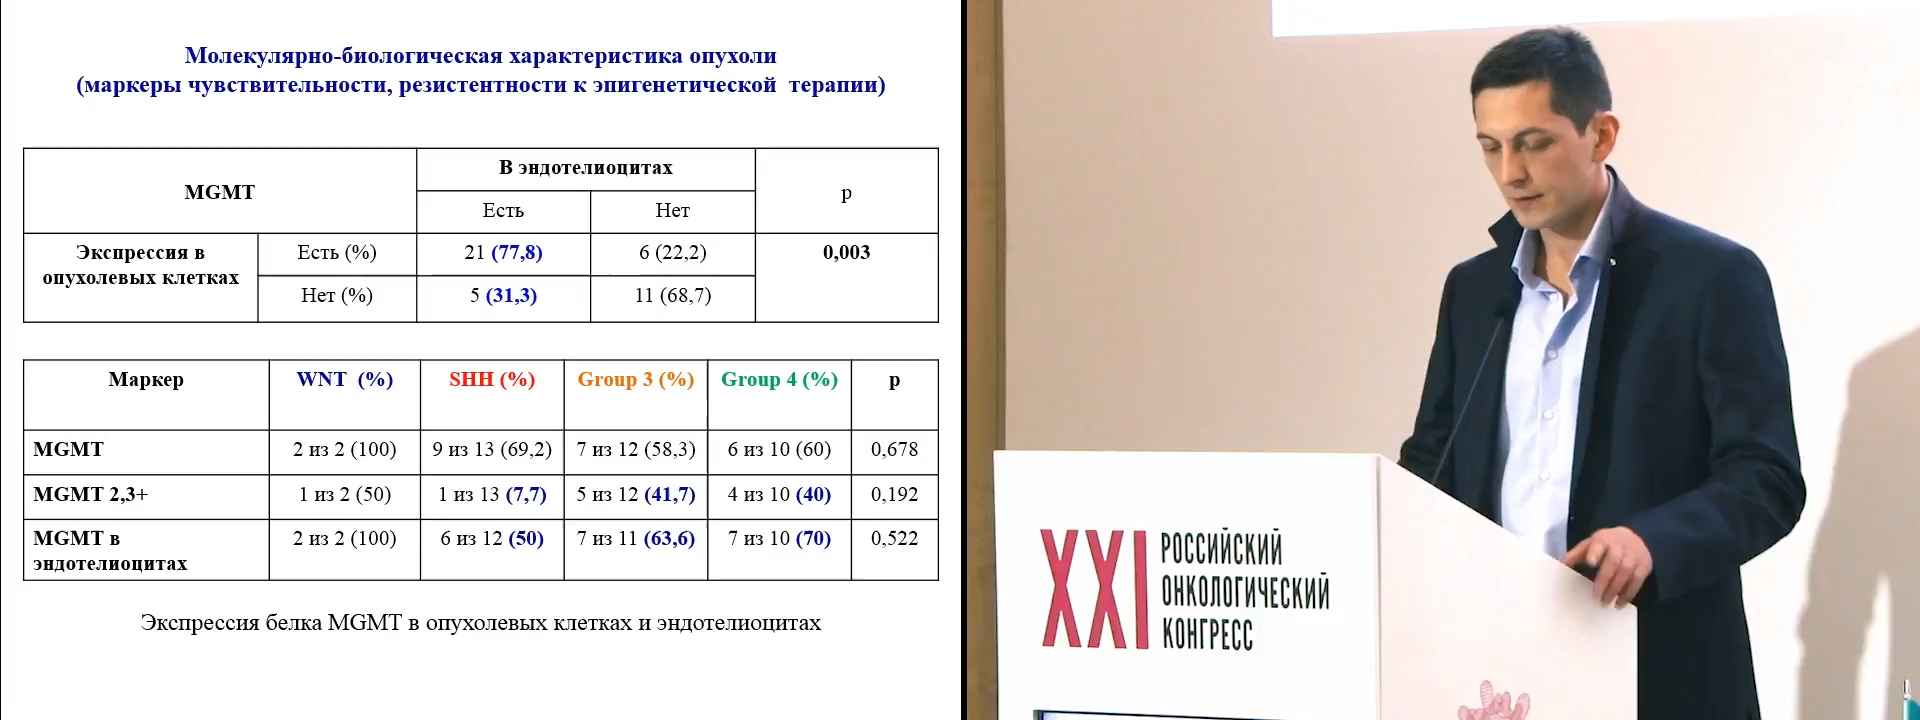 Молекулярно-биологическая характеристика опухоли
(маркеры чувствительности, резистентности к эпигенетической терапии)
MGMT
В эндотелиоцитах
p
Есть
Нет
Экспрессия в
опухолевых клетках
Есть (%)
21 (77,8)
6 (22,2)
0,003
Нет (%)
5 (31,3)
11 (68,7)
Маркер
WNT (%)
SHH (%)
Group 3 (%)
Group 4 (%)
p
MGMT
2 из 2 (100)
9 из 13 (69,2)
7 из 12 (58,3)
6 из 10 (60)
0,678
MGMT 2,3+
1 из 2 (50)
1 из 13 (7,7)
5 из 12 (41,7)
4 из 10 (40)
0,192
MGMT в
эндотелиоцитах
2 из 2 (100)
6 из 12 (50)
7 из 11 (63,6)
7 из 10 (70)
0,522
Экспрессия белка MGMT в опухолевых клетках и эндотелиоцитах
XXI
РОССИЙСКИЙ
ОНКОЛОГИЧЕСКИЙ
КОНГРЕСС